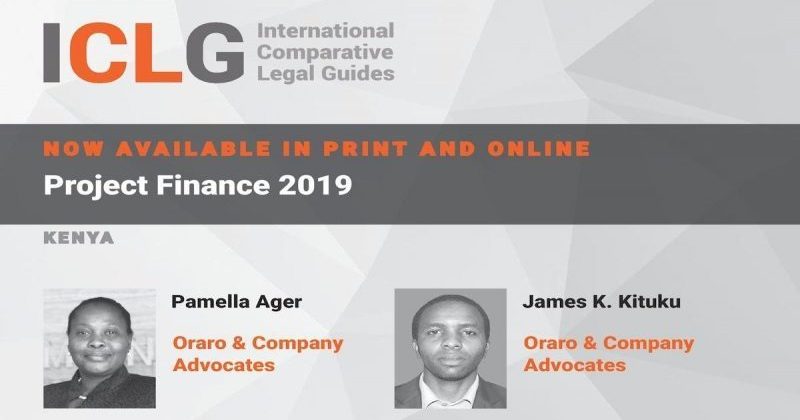 ICLG
International
Comparative
Legal Guides
NOW AVAILABLE IN PRINT AND ONLINE
Project Finance 2019
KENYA
Pamella Ager
Oraro & Company
Advocates
James K. Kituku
Oraro & Company
Advocates